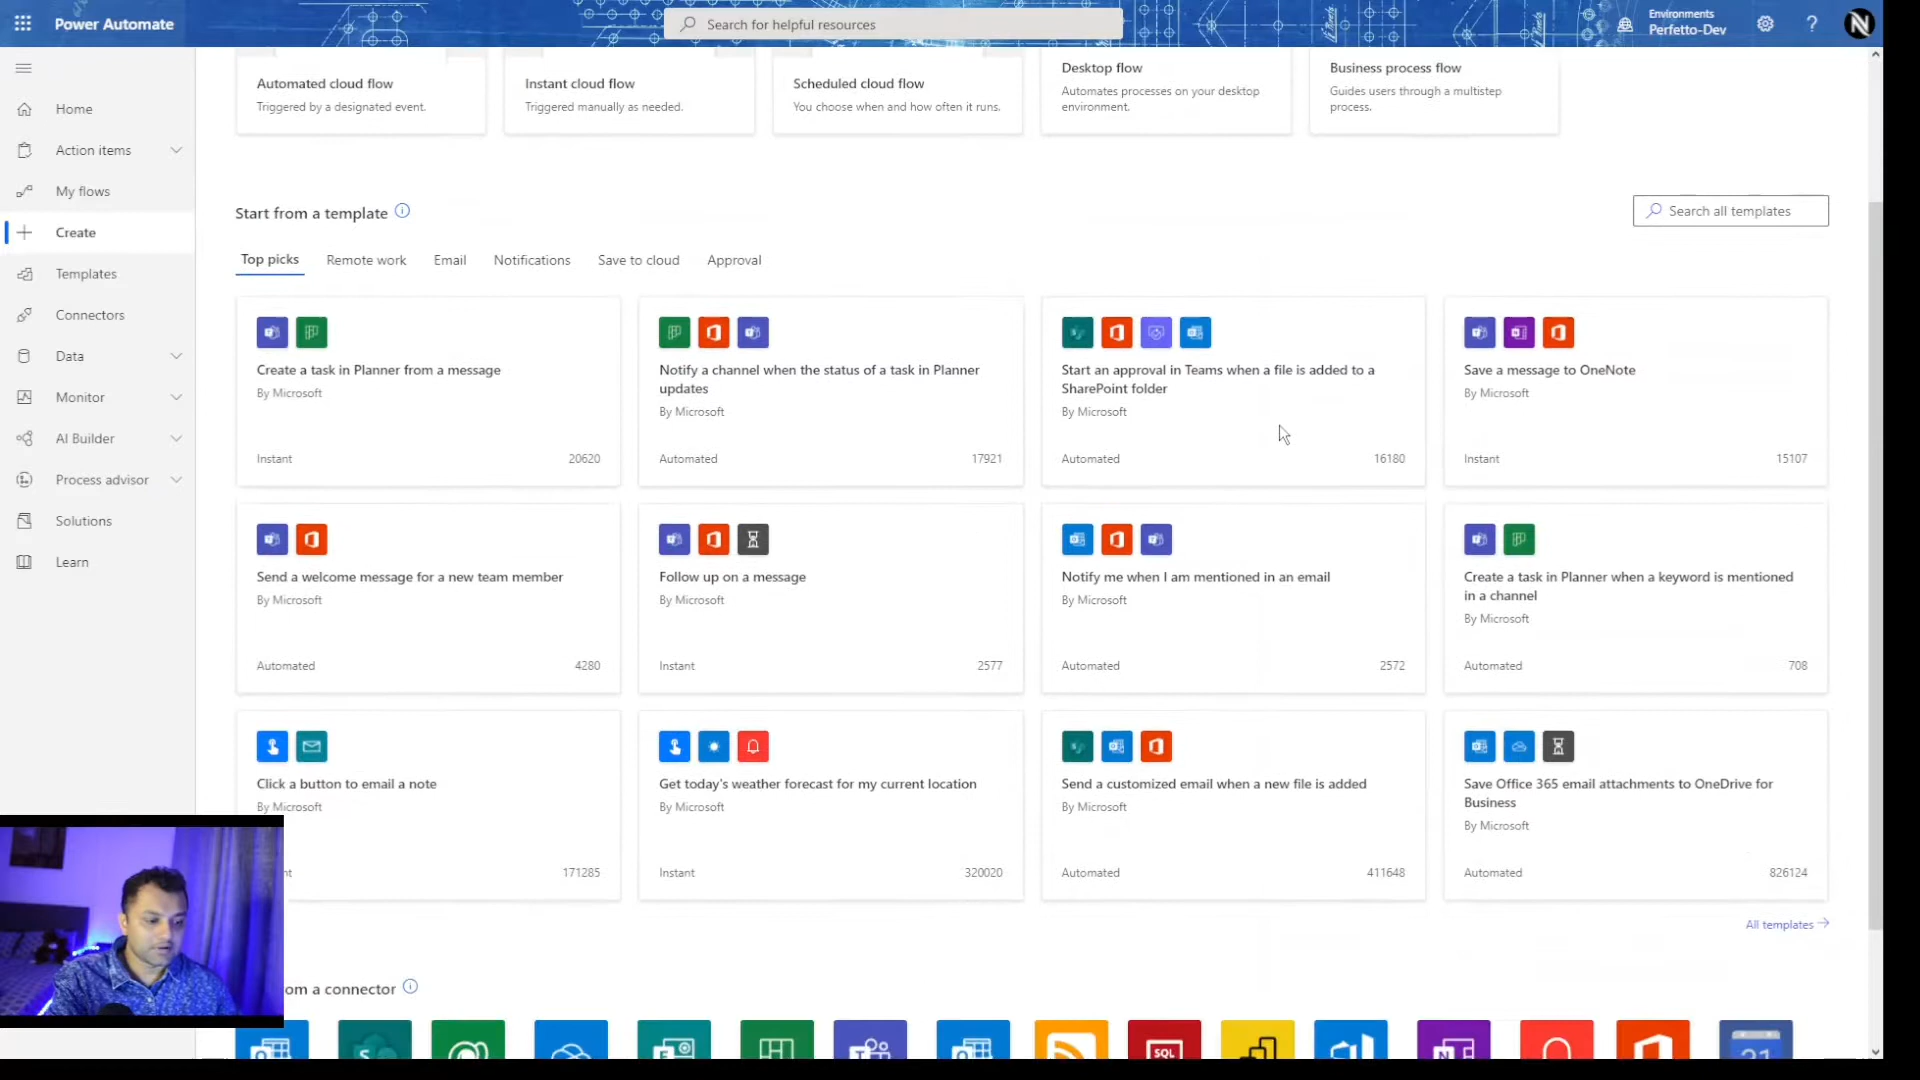 Power Automate
Search for helpful resources
Environments
Perfetto-Dev
?
Home
Action items
My flows
Create
Templates
Connectors
Data
Monitor
AI Builder
Process advisor
Solutions
Learn
Automated cloud flow
Triggered by a designated event.
Instant cloud flow
Triggered manually as needed.
Scheduled cloud flow
You choose when and how often it runs.
Desktop flow
Automates processes on your desktop
environment.
Business process flow
Guides users through a multistep
process.
Start from a template
Search all templates
Top picks
Remote work
Email
Notifications
Save to cloud
Approval
Create a task in Planner from a message
By Microsoft
Instant
20620
Notify a channel when the status of a task in Planner
updates
By Microsoft
Automated
17921
Start an approval in Teams when a file is added to a
SharePoint folder
By Microsoft
Automated
16180
Save a message to OneNote
By Microsoft
Instant
15107
Send a welcome message for a new team member
By Microsoft
Automated
4280
Follow up on a message
By Microsoft
Instant
2577
Notify me when I am mentioned in an email
By Microsoft
Automated
2572
Create a task in Planner when a keyword is mentioned
in a channel
By Microsoft
Automated
708
Click a button to email a note
By Microsoft
nt
171285
Get today's weather forecast for my current location
By Microsoft
Instant
320020
Send a customized email when a new file is added
By Microsoft
Automated
411648
Save Office 365 email attachments to OneDrive for
Business
By Microsoft
Automated
826124
All templates
om a connector
SQL